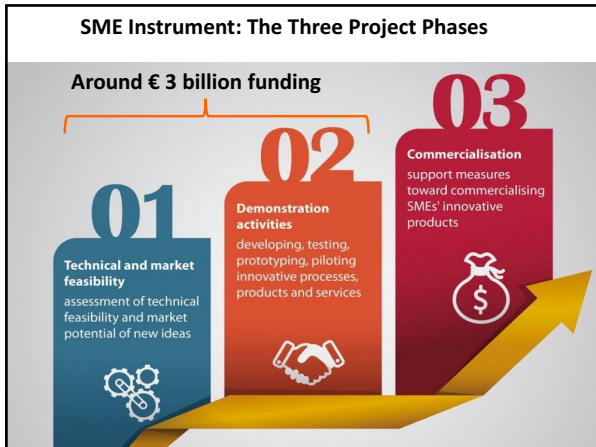 SME Instrument: The Three Project Phases
Around € 3 billion funding
01
Technical and market
feasibility
assessment of technical
feasibility and market
potential of new ideas
02
Demonstration
activities
developing, testing,
prototyping, piloting
innovative processes,
products and services
03
Commercialisation
support measures
toward commercialising
SMEs' innovative
products
$